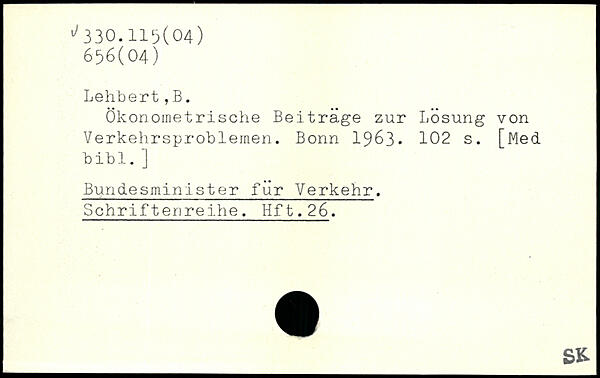 √330.115(04)
656(04)
Lehbert,B.
Ökonometrische Beiträge zur Lösung von
Verkehrsproblemen. Bonn 1963. 102 s. [Med
bibl.]
Bundesminister für Verkehr.
Schriftenreihe. Hft.26.
SK